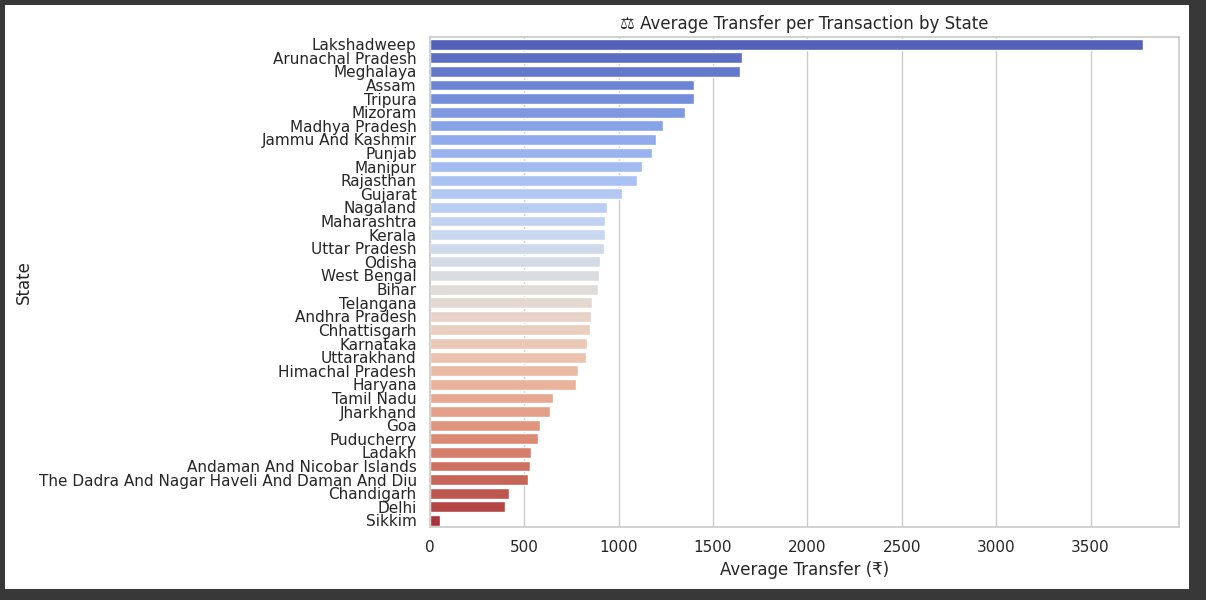 ⚖ Average Transfer per Transaction by State
State
Lakshadweep
Arunachal Pradesh
Meghalaya
Assam
Tripura
Mizoram
Madhya Pradesh
Jammu And Kashmir
Punjab
Manipur
Rajasthan
Gujarat
Nagaland
Maharashtra
Kerala
Uttar Pradesh
Odisha
West Bengal
Bihar
Telangana
Andhra Pradesh
Chhattisgarh
Karnataka
Uttarakhand
Himachal Pradesh
Haryana
Tamil Nadu
Jharkhand
Goa
Puducherry
Ladakh
Andaman And Nicobar Islands
The Dadra And Nagar Haveli And Daman And Diu
Chandigarh
Delhi
Sikkim
0 500 1000 1500 2000 2500 3000 3500
Average Transfer (₹)